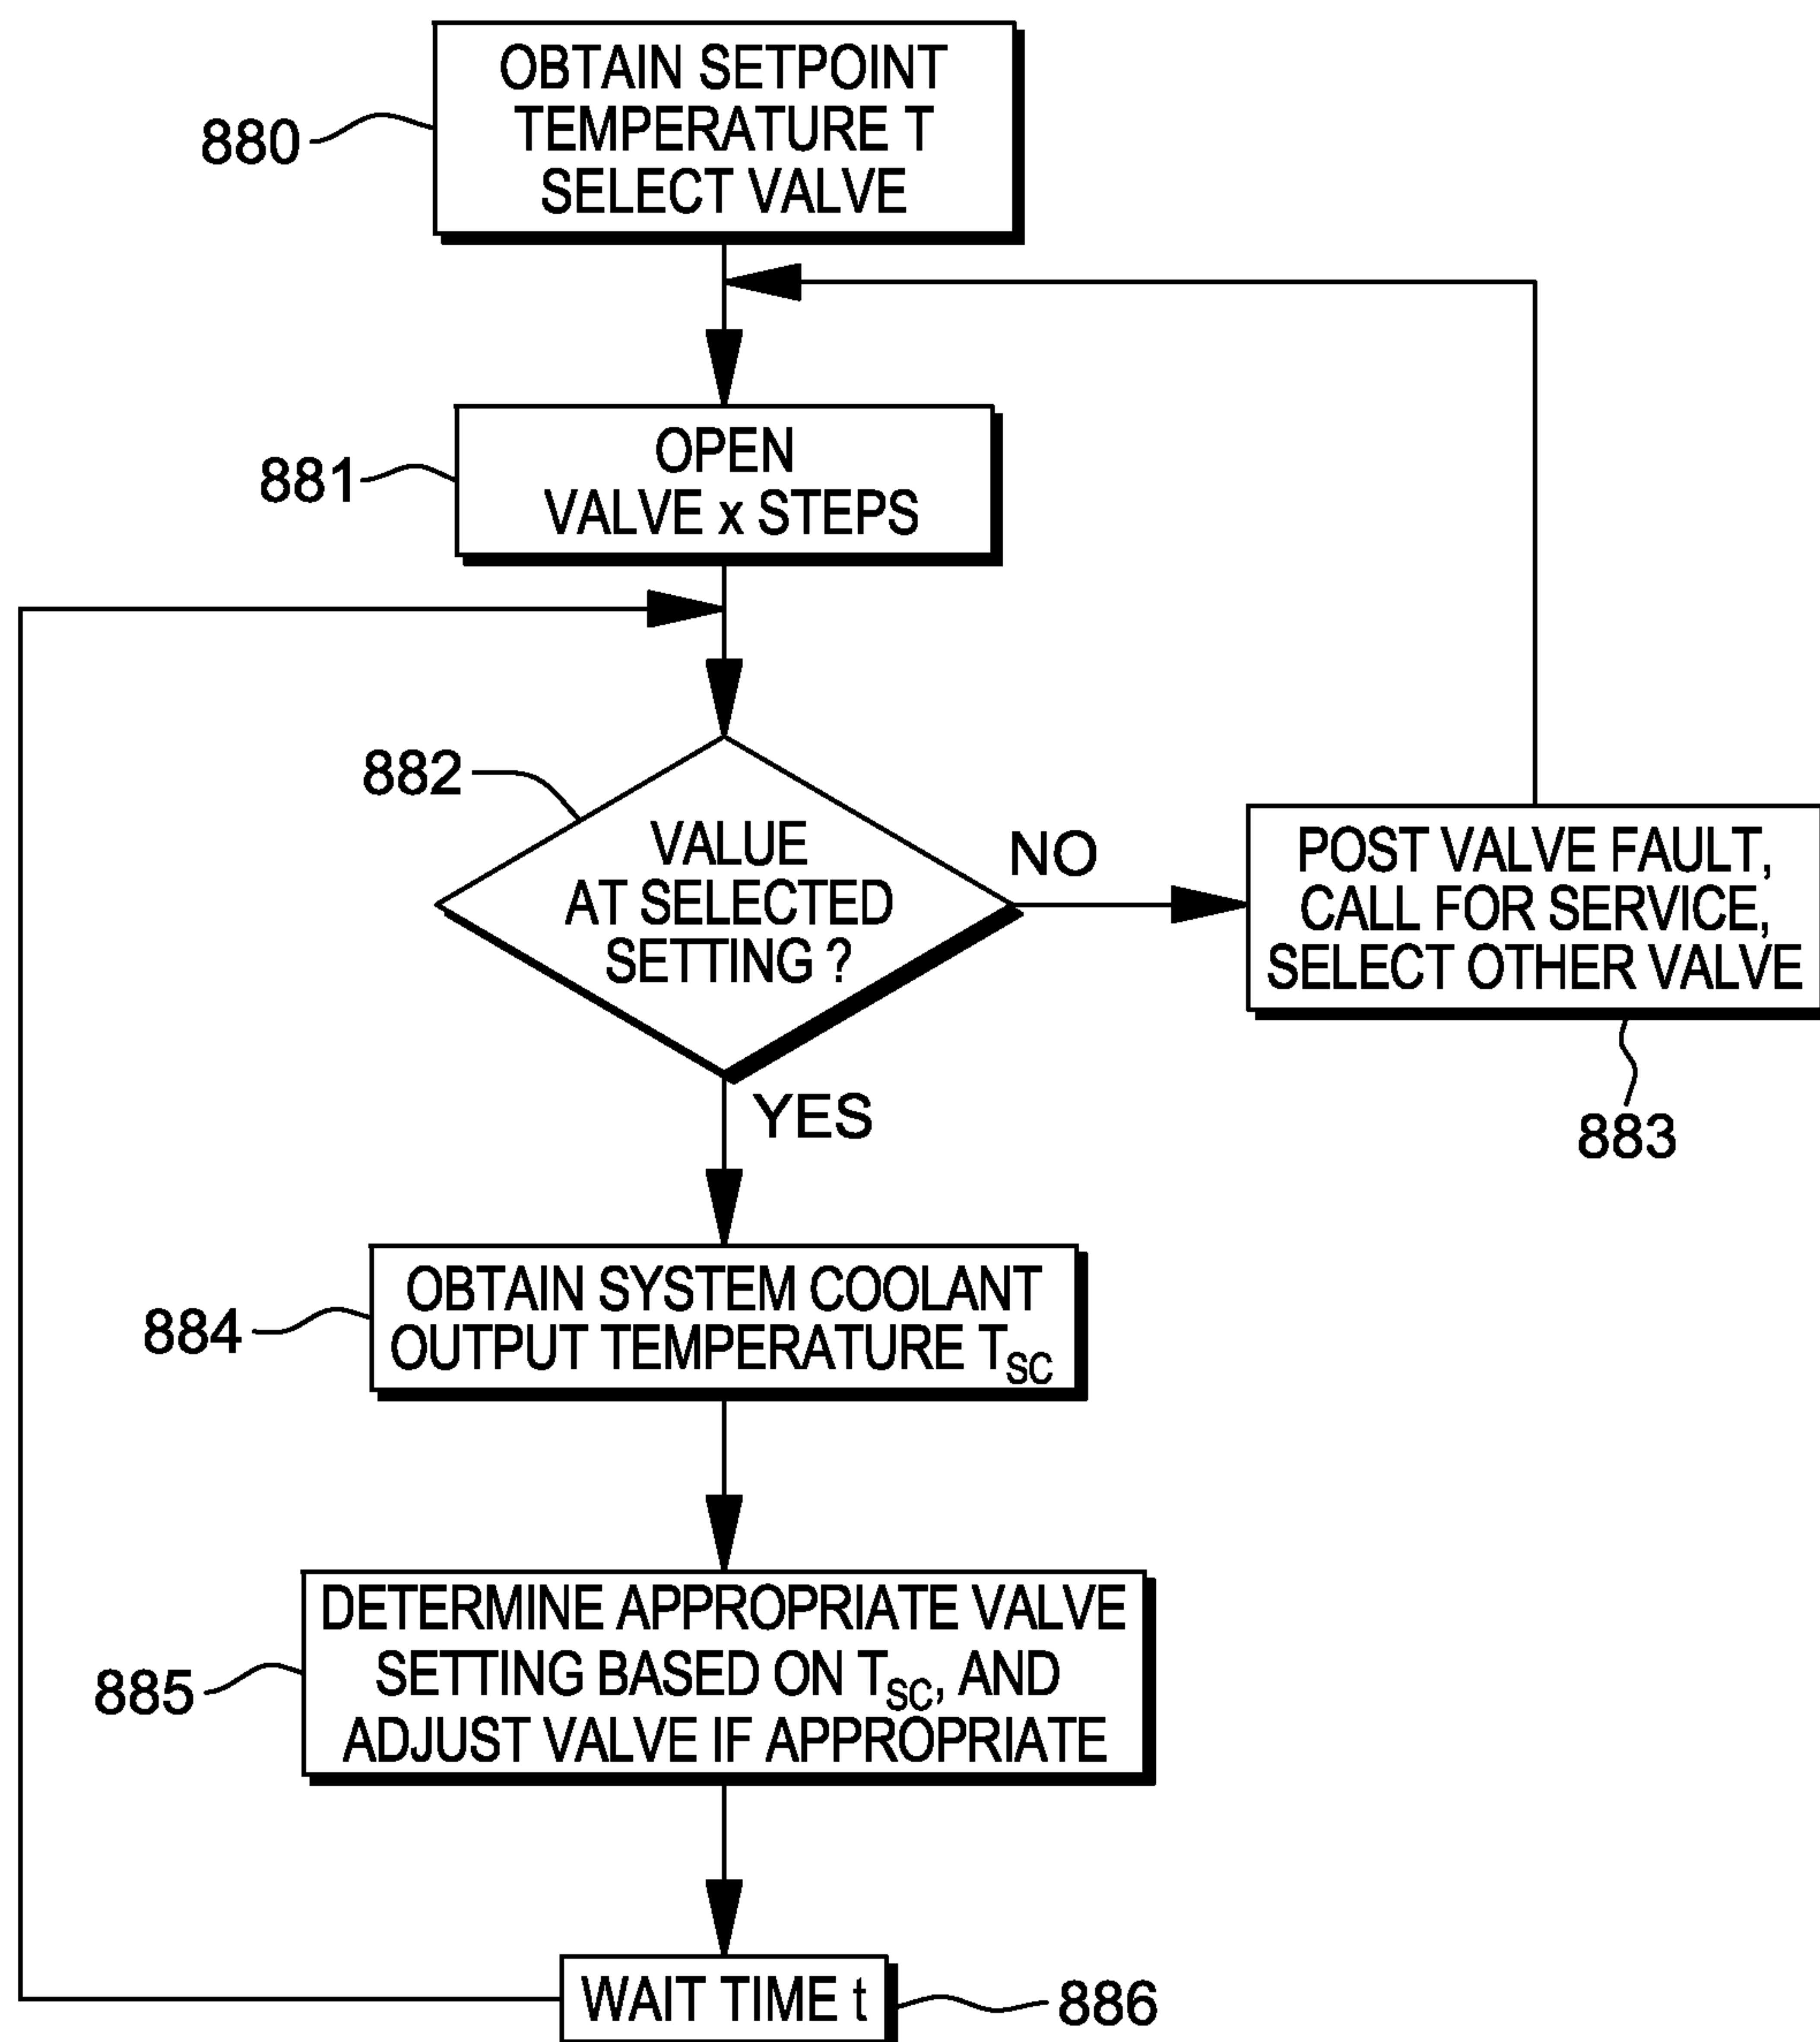 OBTAIN SETPOINT
TEMPERATURE T
SELECT VALVE
880
OPEN
VALVE x STEPS
881
882
VALUE
AT SELECTED
SETTING ?
NO
POST VALVE FAULT,
CALL FOR SERVICE,
SELECT OTHER VALVE
883
YES
OBTAIN SYSTEM COOLANT
OUTPUT TEMPERATURE TSC
884
DETERMINE APPROPRIATE VALVE
SETTING BASED ON TSC, AND
ADJUST VALVE IF APPROPRIATE
885
WAIT TIME t
886